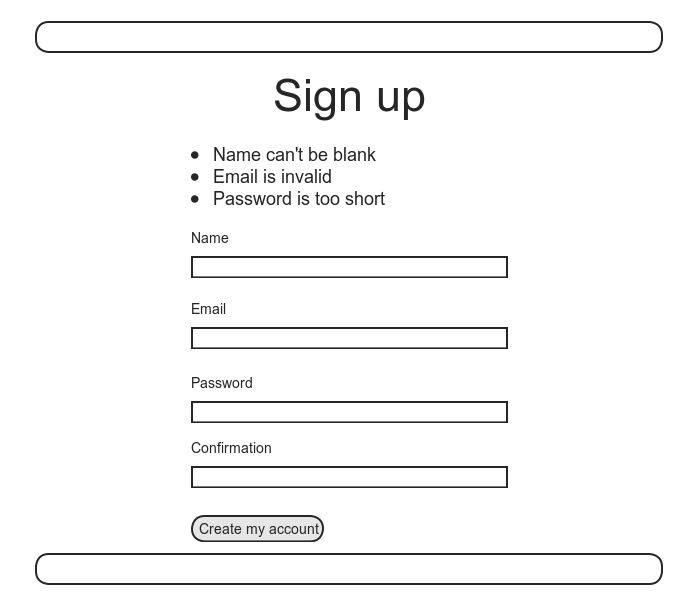 Sign up
Name can't be blank
Email is invalid
Password is too short
Name
Email
Password
Confirmation
Create my account